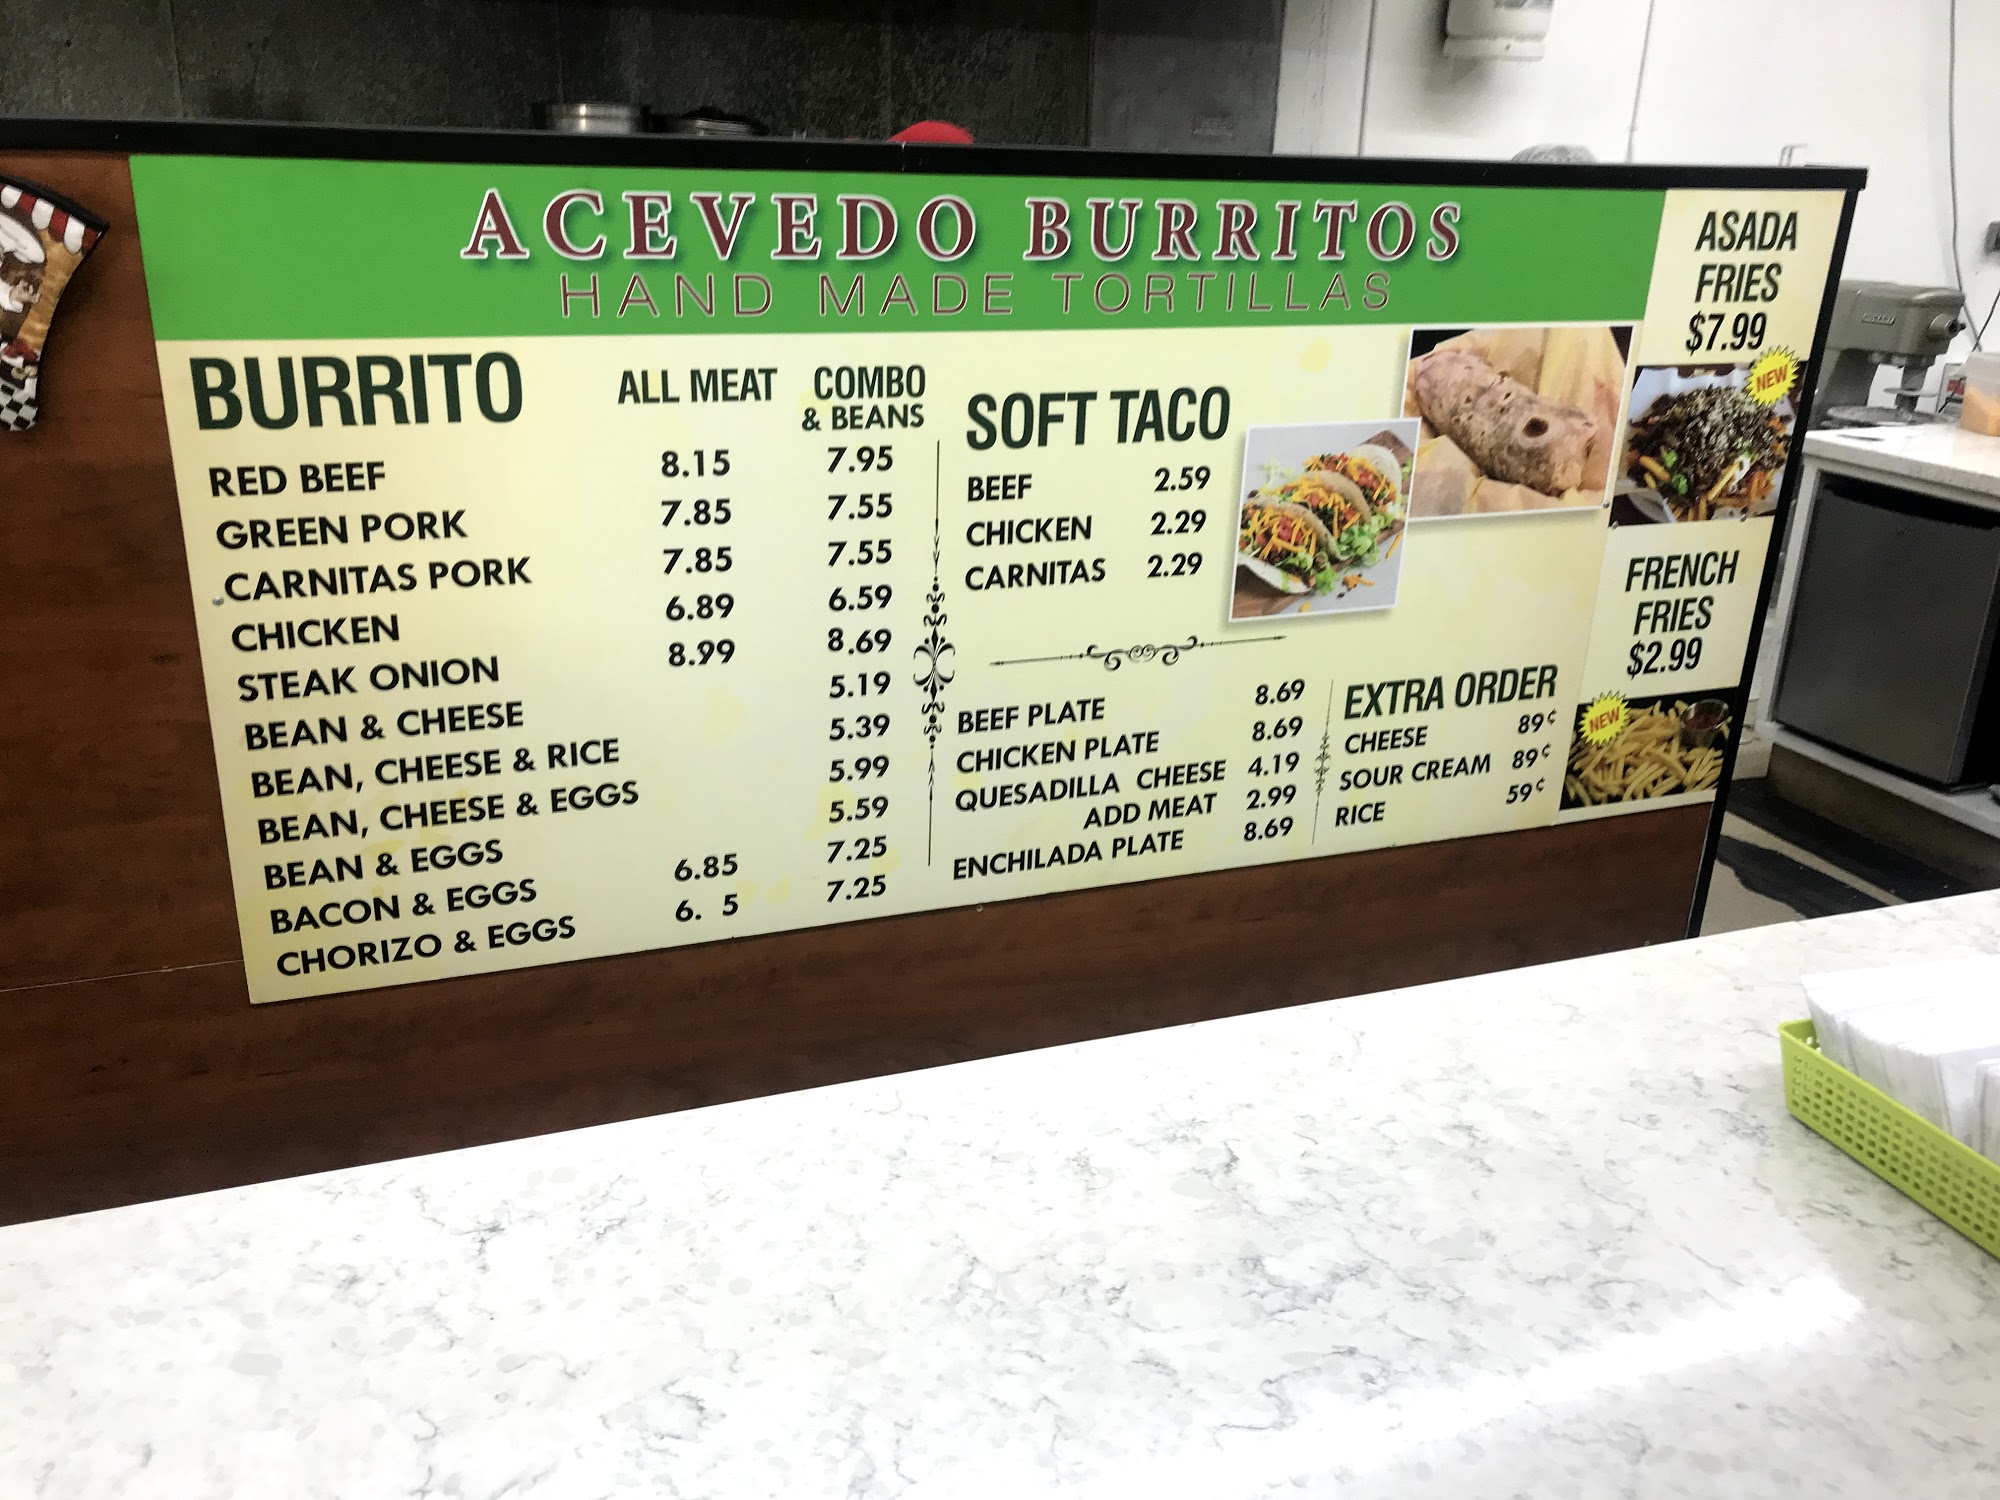 ACEVEDO BURRITOS
HAND MADE TORTILLAS
BURRITO ALL MEAT COMBO & BEANS
RED BEEF 8.15 7.95
GREEN PORK 7.85 7.55
CARNITAS PORK 7.85 7.55
CHICKEN 6.89 6.59
STEAK ONION 8.99 8.69
BEAN & CHEESE 5.19
BEAN, CHEESE & RICE 5.39
BEAN, CHEESE & EGGS 5.99
BEAN & EGGS 5.59
BACON & EGGS 6.85 7.25
CHORIZO & EGGS 6. 5 7.25
SOFT TACO
BEEF 2.59
CHICKEN 2.29
CARNITAS 2.29
BEEF PLATE 8.69
CHICKEN PLATE 8.69
QUESADILLA CHEESE 4.19
ADD MEAT 2.99
ENCHILADA PLATE 8.69
EXTRA ORDER
CHEESE 89¢
SOUR CREAM 89¢
RICE 59¢
ASADA
FRIES
$7.99
NEW
FRENCH
FRIES
$2.99
NEW